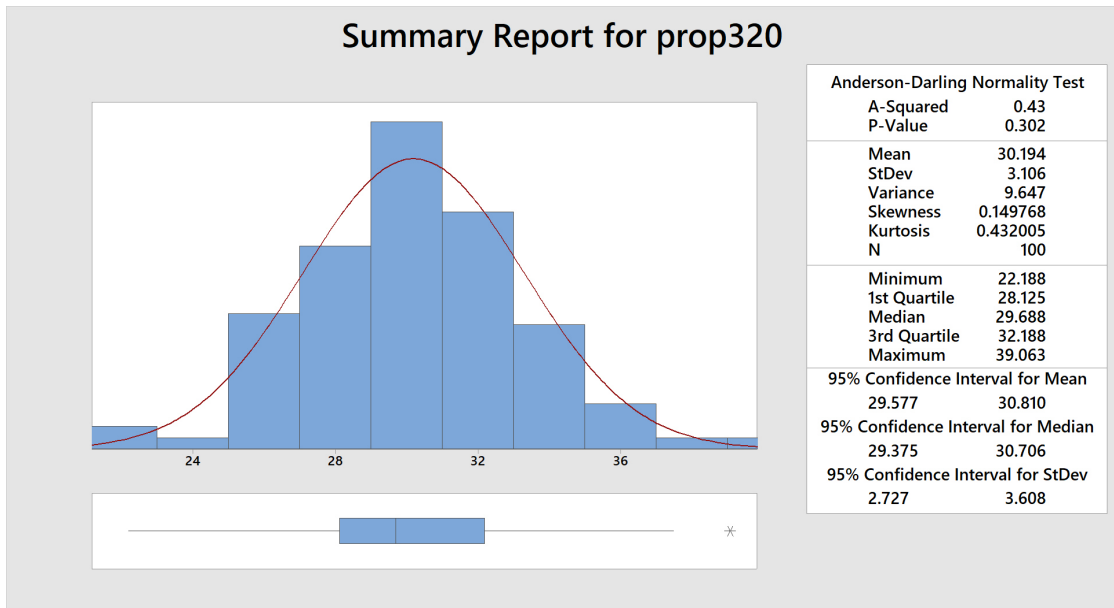 Summary Report for prop320
24 28 32 36
Anderson-Darling Normality Test
A-Squared 0.43
P-Value 0.302
Mean 30.194
StDev 3.106
Variance 9.647
Skewness 0.149768
Kurtosis 0.432005
N 100
Minimum 22.188
1st Quartile 28.125
Median 29.688
3rd Quartile 32.188
Maximum 39.063
95% Confidence Interval for Mean
29.577 30.810
95% Confidence Interval for Median
29.375 30.706
95% Confidence Interval for StDev
2.727 3.608